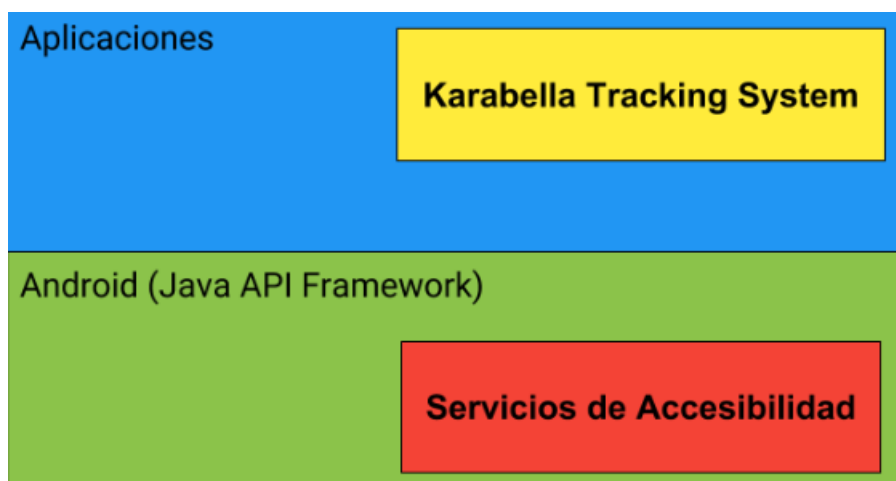 Aplicaciones
Karabella Tracking System
Android (Java API Framework)
Servicios de Accesibilidad